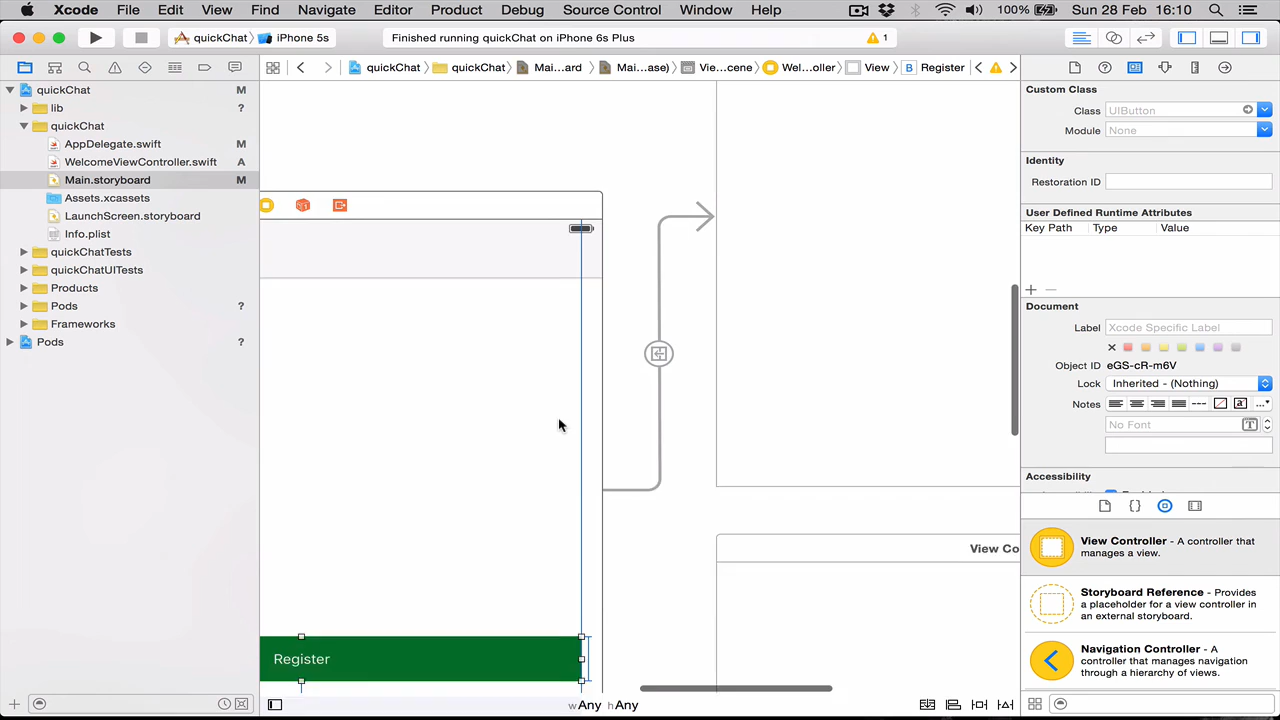 Xcode File Edit View Find Navigate Editor Product Debug Source Control Window Help 100% Sun 28 Feb 16:10
quickChat iPhone 5s Finished running quickChat on iPhone 6s Plus 1
quickChat quickChat Mai...ard Mai...ase) Vie...cene Wel...oller View B Register
quickChat M
lib ?
quickChat
AppDelegate.swift M
WelcomeViewController.swift A
Main.storyboard M
Assets.xcassets
LaunchScreen.storyboard
Info.plist
quickChatTests
quickChatUITests
Products
Pods ?
Frameworks
Pods ?
View Co
Register
wAny hAny
Custom Class
Class UIButton
Module None
Identity
Restoration ID
User Defined Runtime Attributes
Key Path Type Value
Document
Label Xcode Specific Label
Object ID eGS-cR-m6V
Lock Inherited - (Nothing)
Notes
No Font
Accessibility
View Controller - A controller that
manages a view.
Storyboard Reference - Provides
a placeholder for a view controller in
an external storyboard.
Navigation Controller - A
controller that manages navigation
through a hierarchy of views.